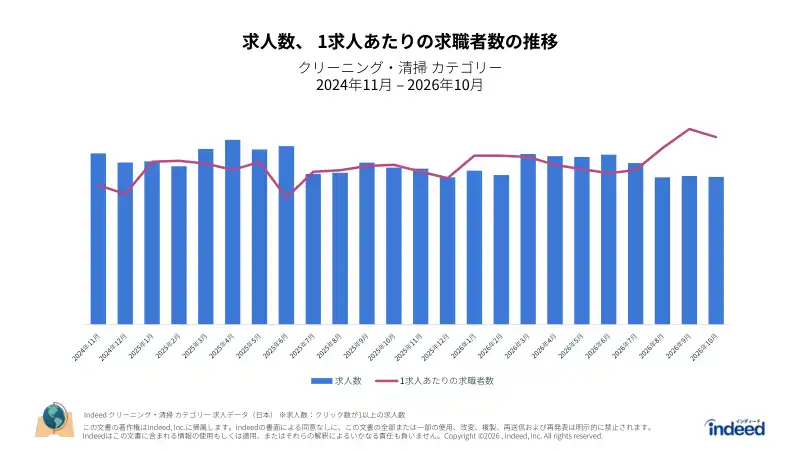 求人数、 1求人あたりの求職者数の推移
クリーニング・清掃 カテゴリー
2024年11月 – 2026年10月
2024年11月
2024年12月
2025年1月
2025年2月
2025年3月
2025年4月
2025年5月
2025年6月
2025年7月
2025年8月
2025年9月
2025年10月
2025年11月
2025年12月
2026年1月
2026年2月
2026年3月
2026年4月
2026年5月
2026年6月
2026年7月
2026年8月
2026年9月
2026年10月
求人数 1求人あたりの求職者数
Indeed クリーニング・清掃 カテゴリー 求人データ（日本） ※求人数：クリック数が1以上の求人数
この文書の著作権はIndeed, Inc.に帰属します。Indeedの書面による同意なしに、この文書の全部または一部の使用、改変、複製、再送信および再発表は明示的に禁止されます。
Indeedはこの文書に含まれる情報の使用もしくは適用、またはそれらの解釈によるいかなる責任も負いません。Copyright ©2026 , Indeed, Inc. All rights reserved.
インディード
indeed